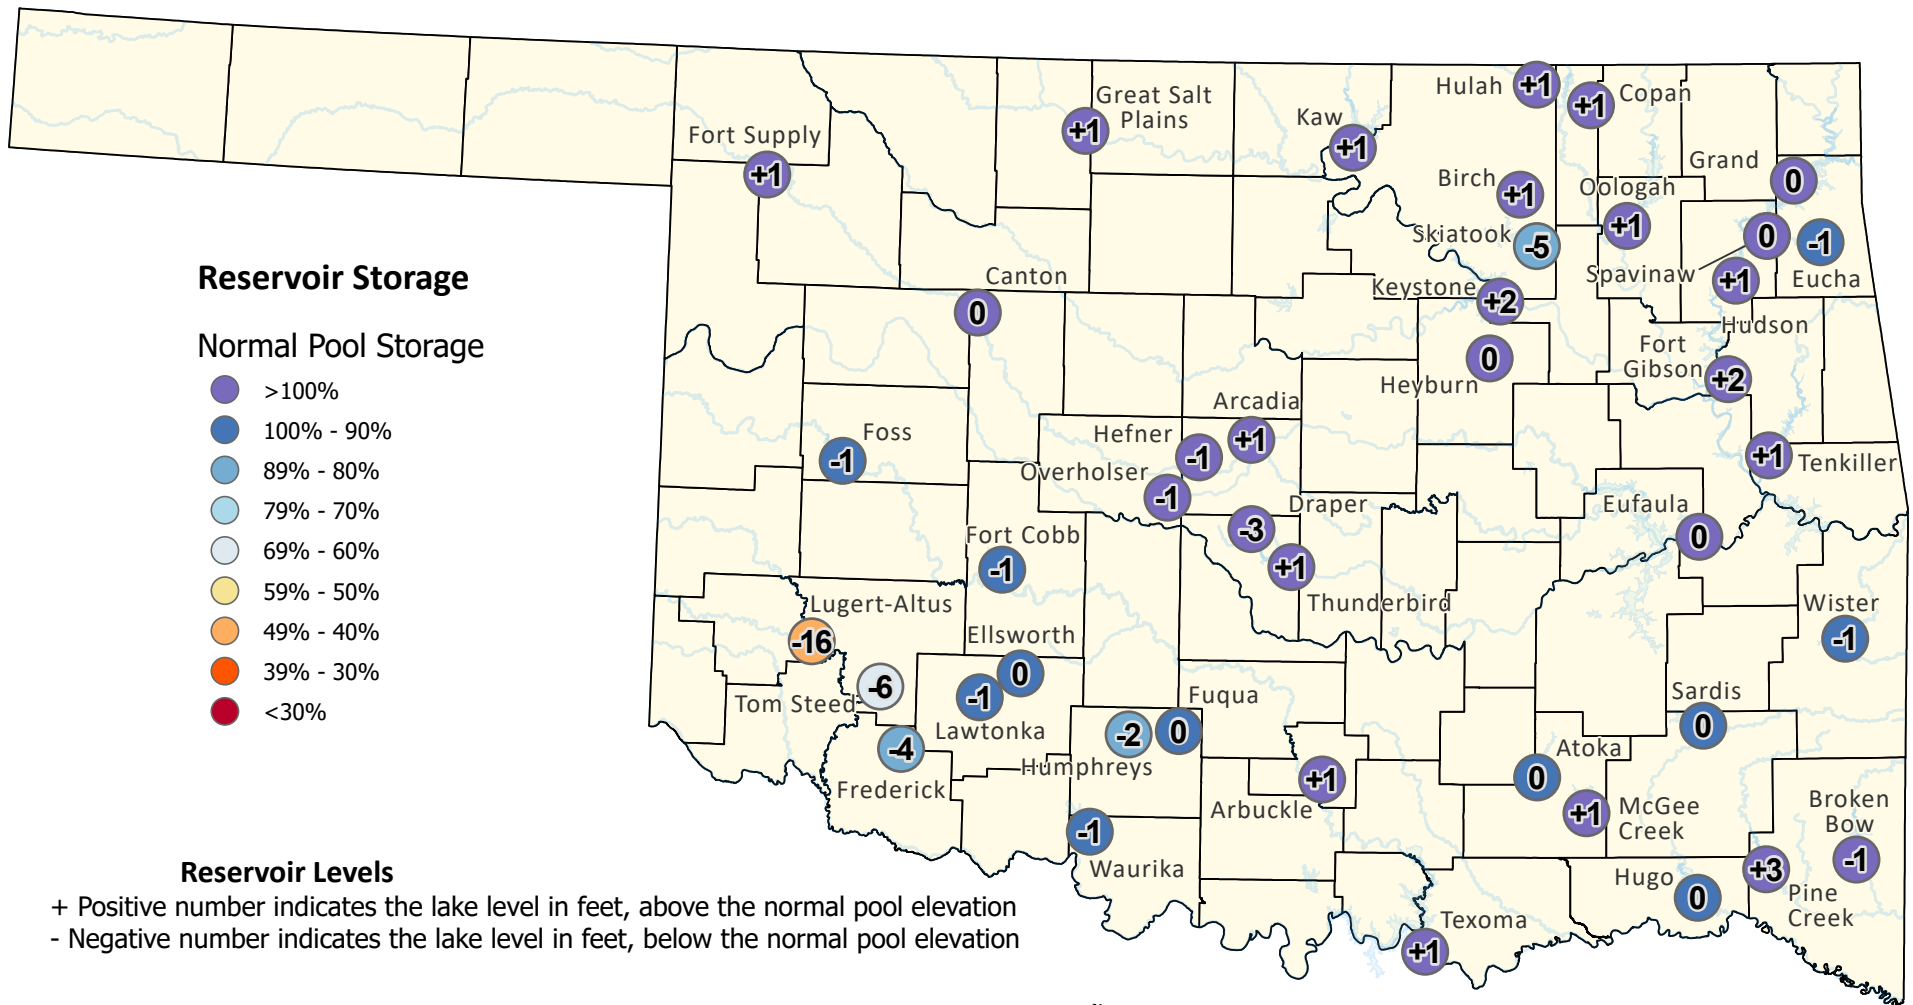 Hulah
+1
+1
Copan
Great Salt
Plains
+1
Kaw
+1
Fort Supply
+1
Grand
0
Birch
+1
Oologah
+1
Skiatook
-5
0
-1
Spavinaw
+1
Eucha
Reservoir Storage
Canton
0
Keystone
+2
Hudson
Normal Pool Storage
Fort
Gibson
+2
0
Heyburn
>100%
100% - 90%
89% - 80%
79% - 70%
69% - 60%
59% - 50%
49% - 40%
39% - 30%
<30%
Arcadia
+1
Foss
-1
Hefner
-1
Overholser
-1
+1
Tenkiller
Draper
-3
Eufaula
0
Fort Cobb
-1
+1
Thunderbird
Lugert-Altus
-16
Wister
-1
Ellsworth
0
-6
Tom Steed
-1
Lawtonka
Fuqua
-2
0
Humphreys
Sardis
0
-4
Frederick
Atoka
0
+1
Arbuckle
+1
McGee
Creek
Broken
Bow
-1
-1
Waurika
Hugo
0
+3
Pine
Creek
Texoma
+1
Reservoir Levels
+ Positive number indicates the lake level in feet, above the normal pool elevation
- Negative number indicates the lake level in feet, below the normal pool elevation